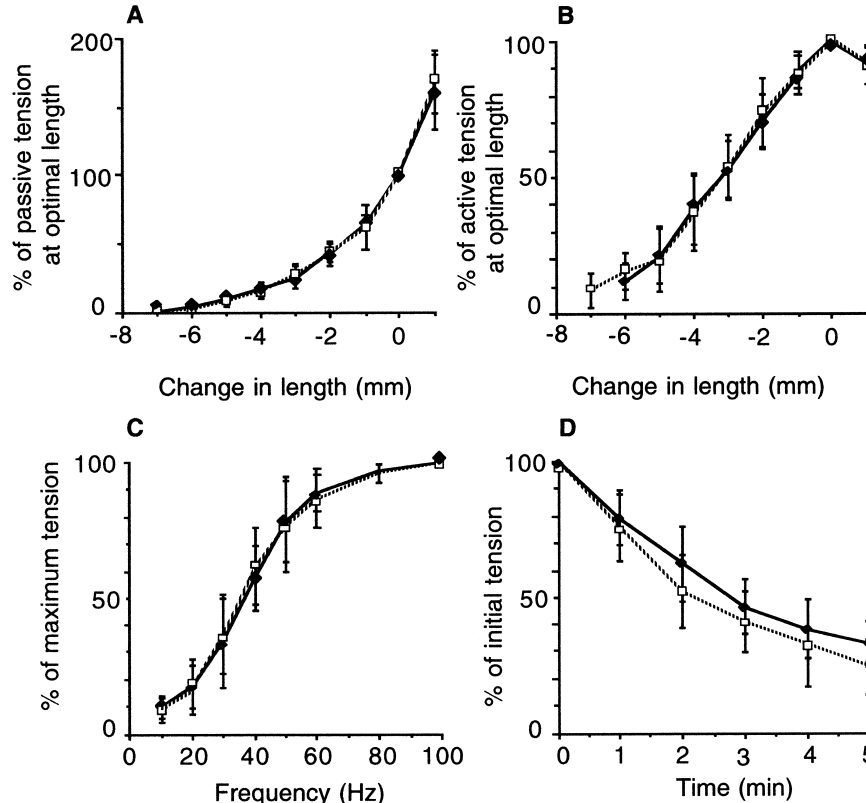 A
200
100
0
-8 -6 -4 -2 0
% of passive tension
at optimal length
Change in length (mm)
B
100
50
0
-8 -6 -4 -2 0
% of active tension
at optimal length
Change in length (mm)
C
100
50
0
0 20 40 60 80 100
% of maximum tension
Frequency (Hz)
D
100
50
0
0 1 2 3 4
% of initial tension
Time (min)